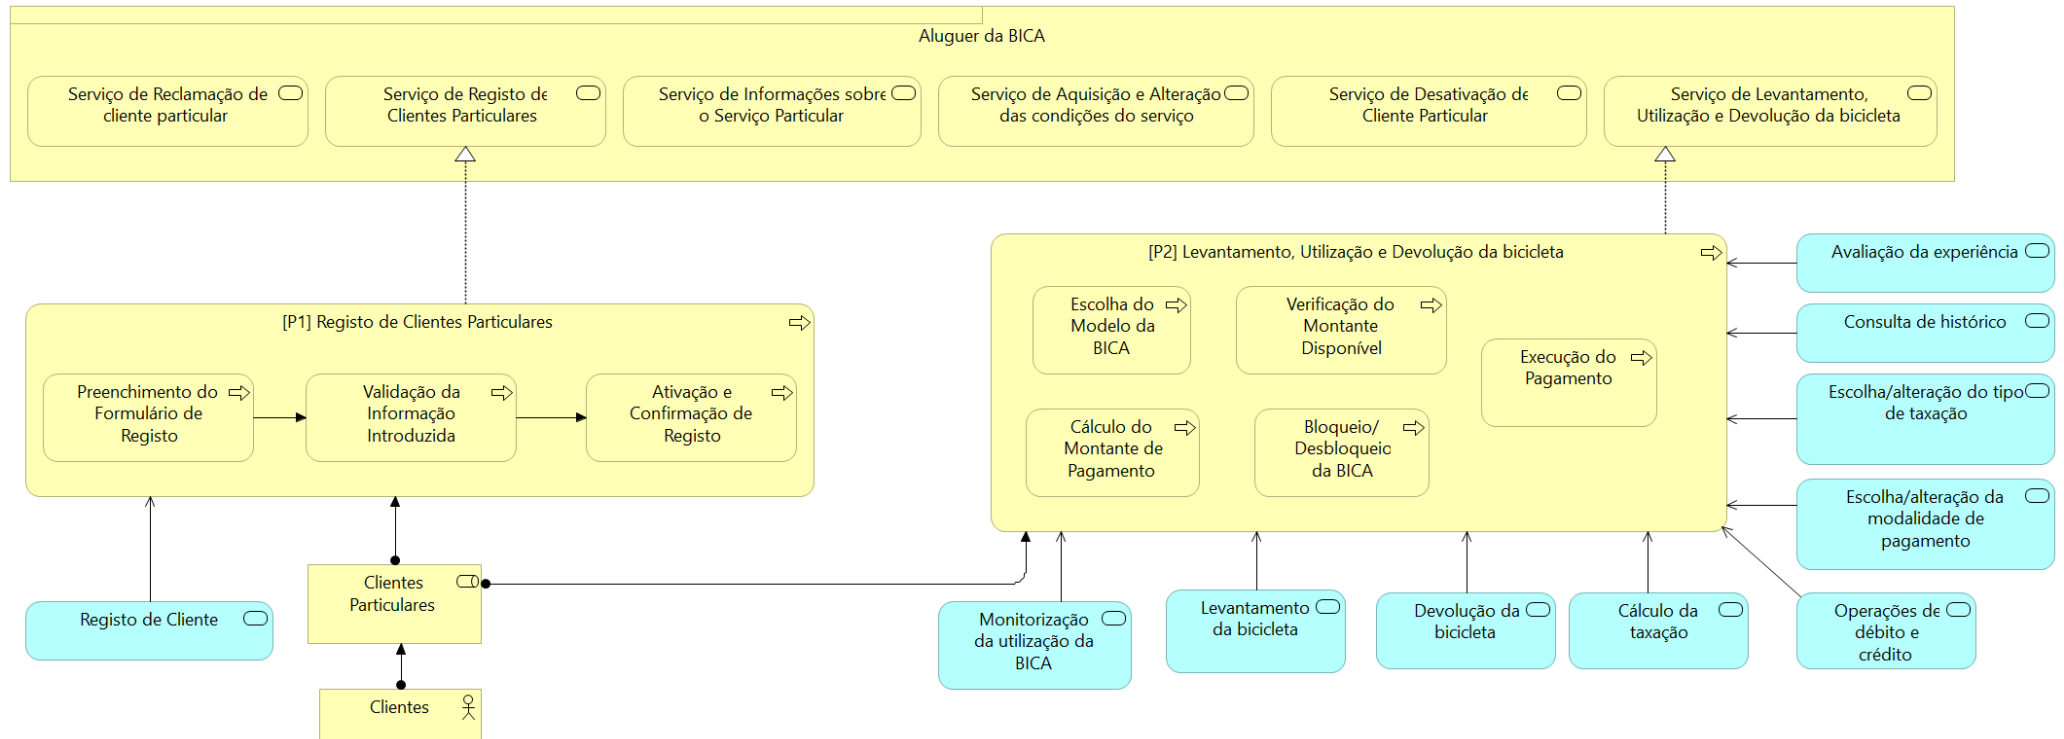 Aluguer da BICA
Serviço de Reclamação de
cliente particular
Serviço de Registo de
Clientes Particulares
Serviço de Informações sobre
o Serviço Particular
Serviço de Aquisição e Alteração
das condições do serviço
Serviço de Desativação de
Cliente Particular
Serviço de Levantamento,
Utilização e Devolução da bicicleta
[P1] Registo de Clientes Particulares
Preenchimento do
Formulário de
Registo
Validação da
Informação
Introduzida
Ativação e
Confirmação de
Registo
[P2] Levantamento, Utilização e Devolução da bicicleta
Escolha do
Modelo da
BICA
Verificação do
Montante
Disponível
Execução do
Pagamento
Cálculo do
Montante de
Pagamento
Bloqueio/
Desbloqueio
da BICA
Avaliação da experiência
Consulta de histórico
Escolha/alteração do tipo
de taxação
Escolha/alteração da
modalidade de
pagamento
Registo de Cliente
Clientes
Particulares
Clientes
Monitorização
da utilização da
BICA
Levantamento
da bicicleta
Devolução da
bicicleta
Cálculo da
taxação
Operações de
débito e
crédito